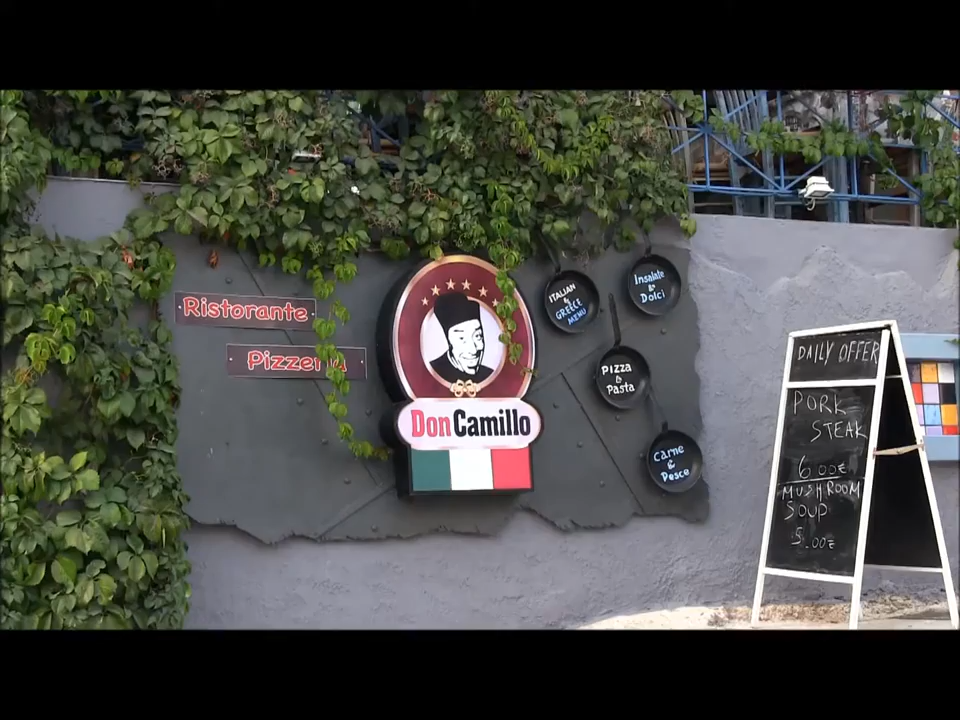 Ristorante
Pizzeria
Don Camillo
ITALIAN
&
GREEC
MENU
Insalate
&
Dolci
PIZZA
&
Pasta
Carne
&
Pesce
DAILY OFFER
PORK
STEAK
6.00€
MUSHROOM
SOUP
5.00€